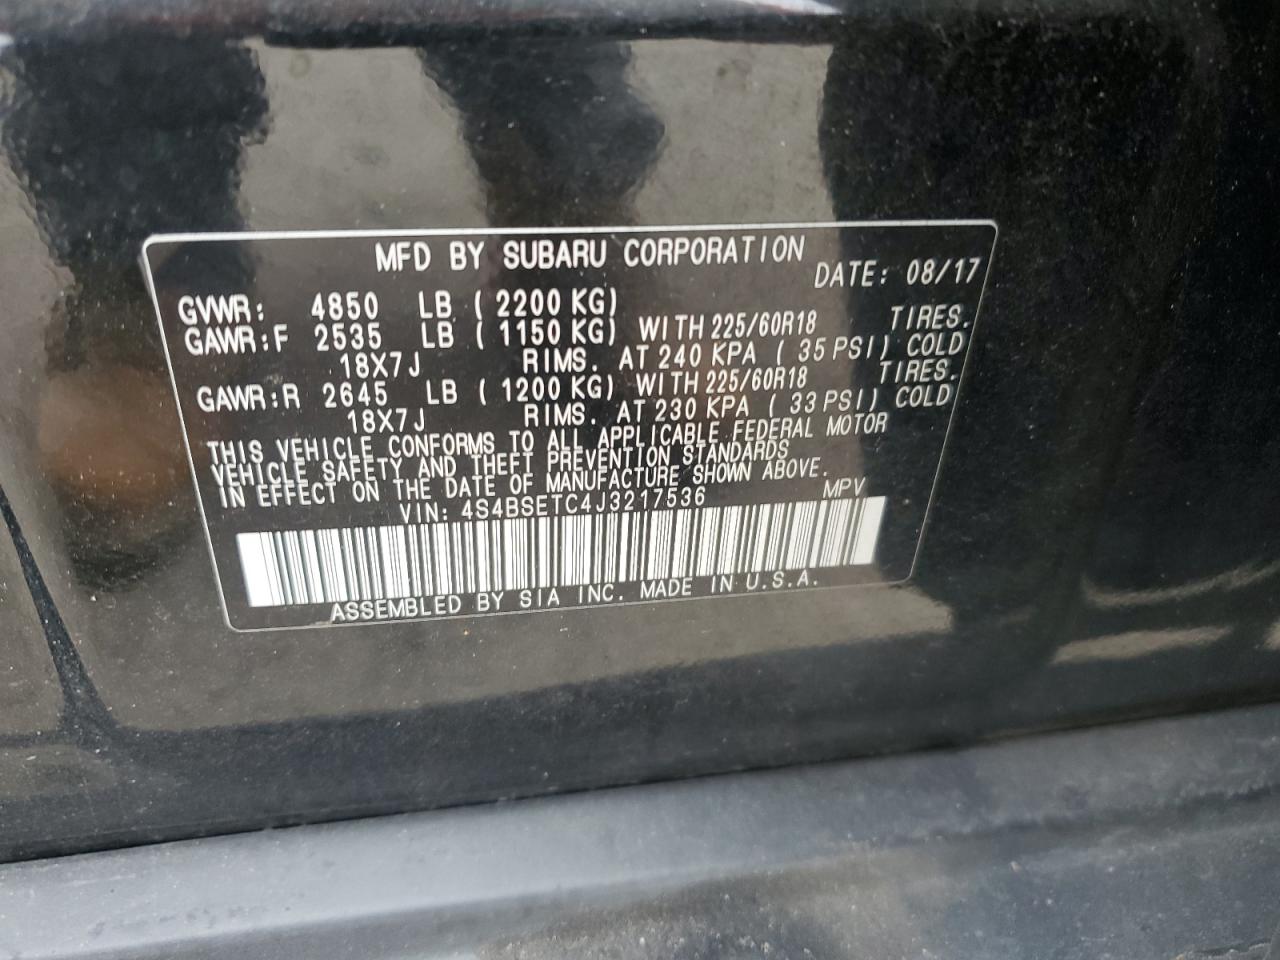 MFD BY SUBARU CORPORATION
DATE: 08/17
GVWR: 4850 LB ( 2200 KG)
GAWR:F 2535 LB ( 1150 KG) WITH 225/60R18 TIRES.
18X7J RIMS. AT 240 KPA ( 35 PSI) COLD
GAWR:R 2645 LB ( 1200 KG) WITH 225/60R18 TIRES.
18X7J RIMS. AT 230 KPA ( 33 PSI) COLD
THIS VEHICLE CONFORMS TO ALL APPLICABLE FEDERAL MOTOR
VEHICLE SAFETY AND THEFT PREVENTION STANDARDS
IN EFFECT ON THE DATE OF MANUFACTURE SHOWN ABOVE.
VIN: 4S4BSETC4J3217536 MPV
ASSEMBLED BY SIA INC. MADE IN U.S.A.